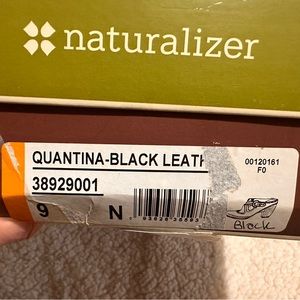 naturalizer
QUANTINA-BLACK LEATH
00120161
F0
38929001
9 N
Black